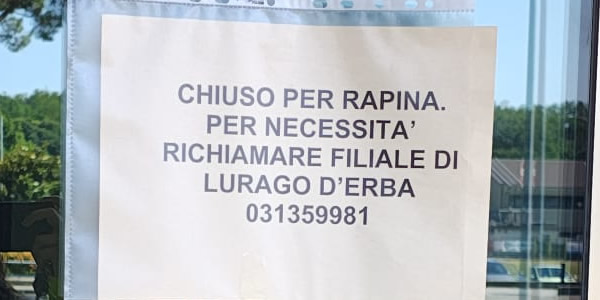 CHIUSO PER RAPINA.
PER NECESSITA'
RICHIAMARE FILIALE DI
LURAGO D'ERBA
031359981